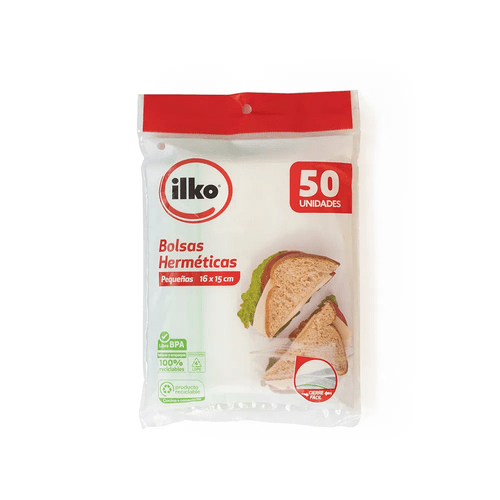 ilko®
50
UNIDADES
Bolsas
Herméticas
Pequeñas 16 x 15 cm
Libre BPA
100%
reciclables
producto
reciclable
CIERRE
FÁCIL